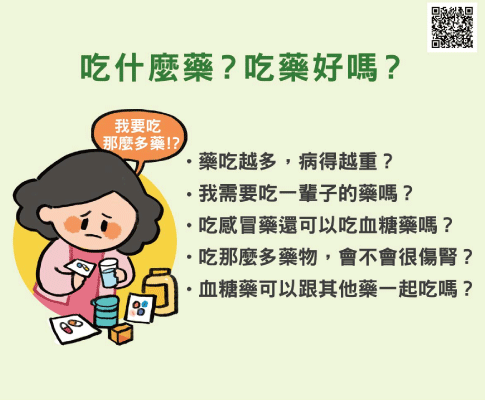 吃什麼藥？吃藥好嗎？
我要吃
那麼多藥!?
・藥吃越多，病得越重？
・我需要吃一輩子的藥嗎？
・吃感冒藥還可以吃血糖藥嗎？
・吃那麼多藥物，會不會很傷腎？
・血糖藥可以跟其他藥一起吃嗎？